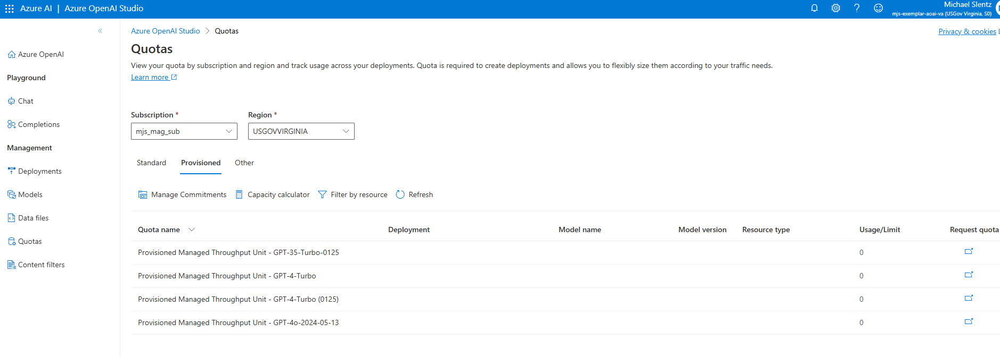 Azure AI | Azure OpenAI Studio
Michael Slentz
mjs-exemplar-aoai-va (USGov Virginia, S0)
Azure OpenAI
Playground
Chat
Completions
Management
Deployments
Models
Data files
Quotas
Content filters
Azure OpenAI Studio > Quotas
Privacy & cookies
Quotas
View your quota by subscription and region and track usage across your deployments. Quota is required to create deployments and allows you to flexibly size them according to your traffic needs.
Learn more
Subscription * Region *
mjs_mag_sub USGOVVIRGINIA
Standard Provisioned Other
Manage Commitments Capacity calculator Filter by resource Refresh
Quota name Deployment Model name Model version Resource type Usage/Limit Request quota
Provisioned Managed Throughput Unit - GPT-35-Turbo-0125 0
Provisioned Managed Throughput Unit - GPT-4-Turbo 0
Provisioned Managed Throughput Unit - GPT-4-Turbo (0125) 0
Provisioned Managed Throughput Unit - GPT-4o-2024-05-13 0